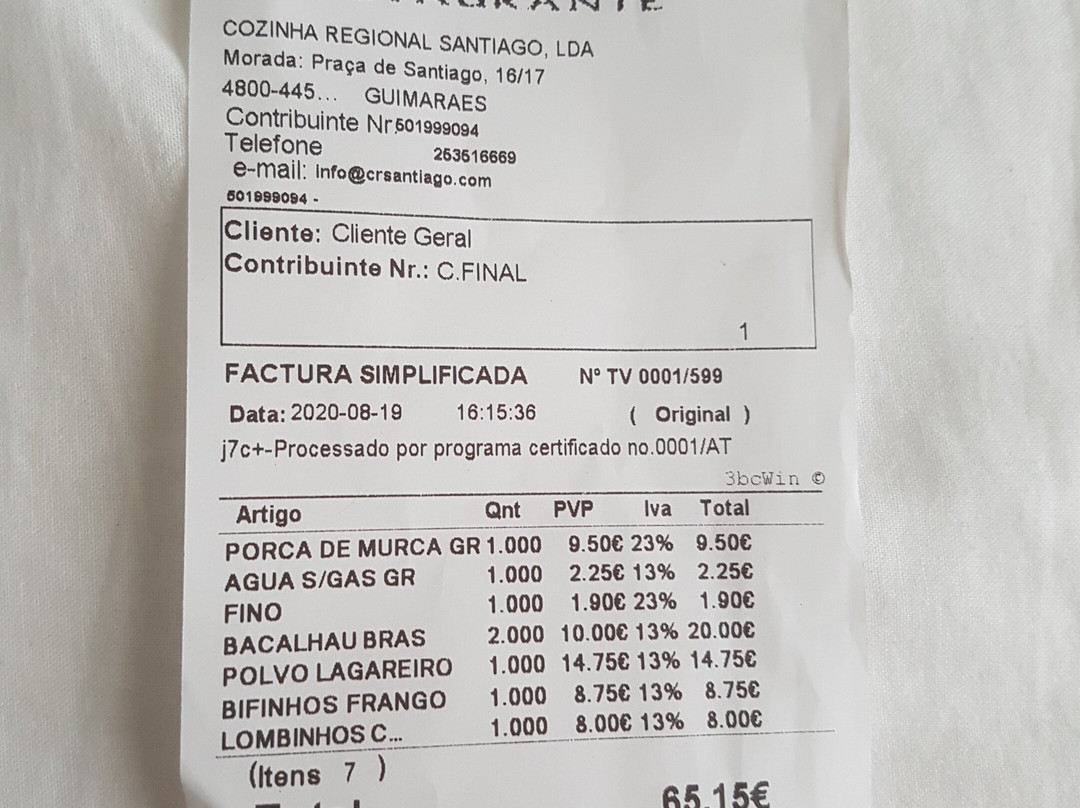 COZINHA REGIONAL SANTIAGO, LDA
Morada: Praça de Santiago, 16/17
4800-445... GUIMARAES
Contribuinte Nr501999094
Telefone 253516669
e-mail: info@crsantiago.com
501999094 -
Cliente: Cliente Geral
Contribuinte Nr.: C.FINAL
1
FACTURA SIMPLIFICADA Nº TV 0001/599
Data: 2020-08-19 16:15:36 ( Original )
j7c+-Processado por programa certificado no.0001/AT
3bcWin ©
Artigo Qnt PVP Iva Total
PORCA DE MURCA GR 1.000 9.50€ 23% 9.50€
AGUA S/GAS GR 1.000 2.25€ 13% 2.25€
FINO 1.000 1.90€ 23% 1.90€
BACALHAU BRAS 2.000 10.00€ 13% 20.00€
POLVO LAGAREIRO 1.000 14.75€ 13% 14.75€
BIFINHOS FRANGO 1.000 8.75€ 13% 8.75€
LOMBINHOS C... 1.000 8.00€ 13% 8.00€
(Itens 7 )
65.15€